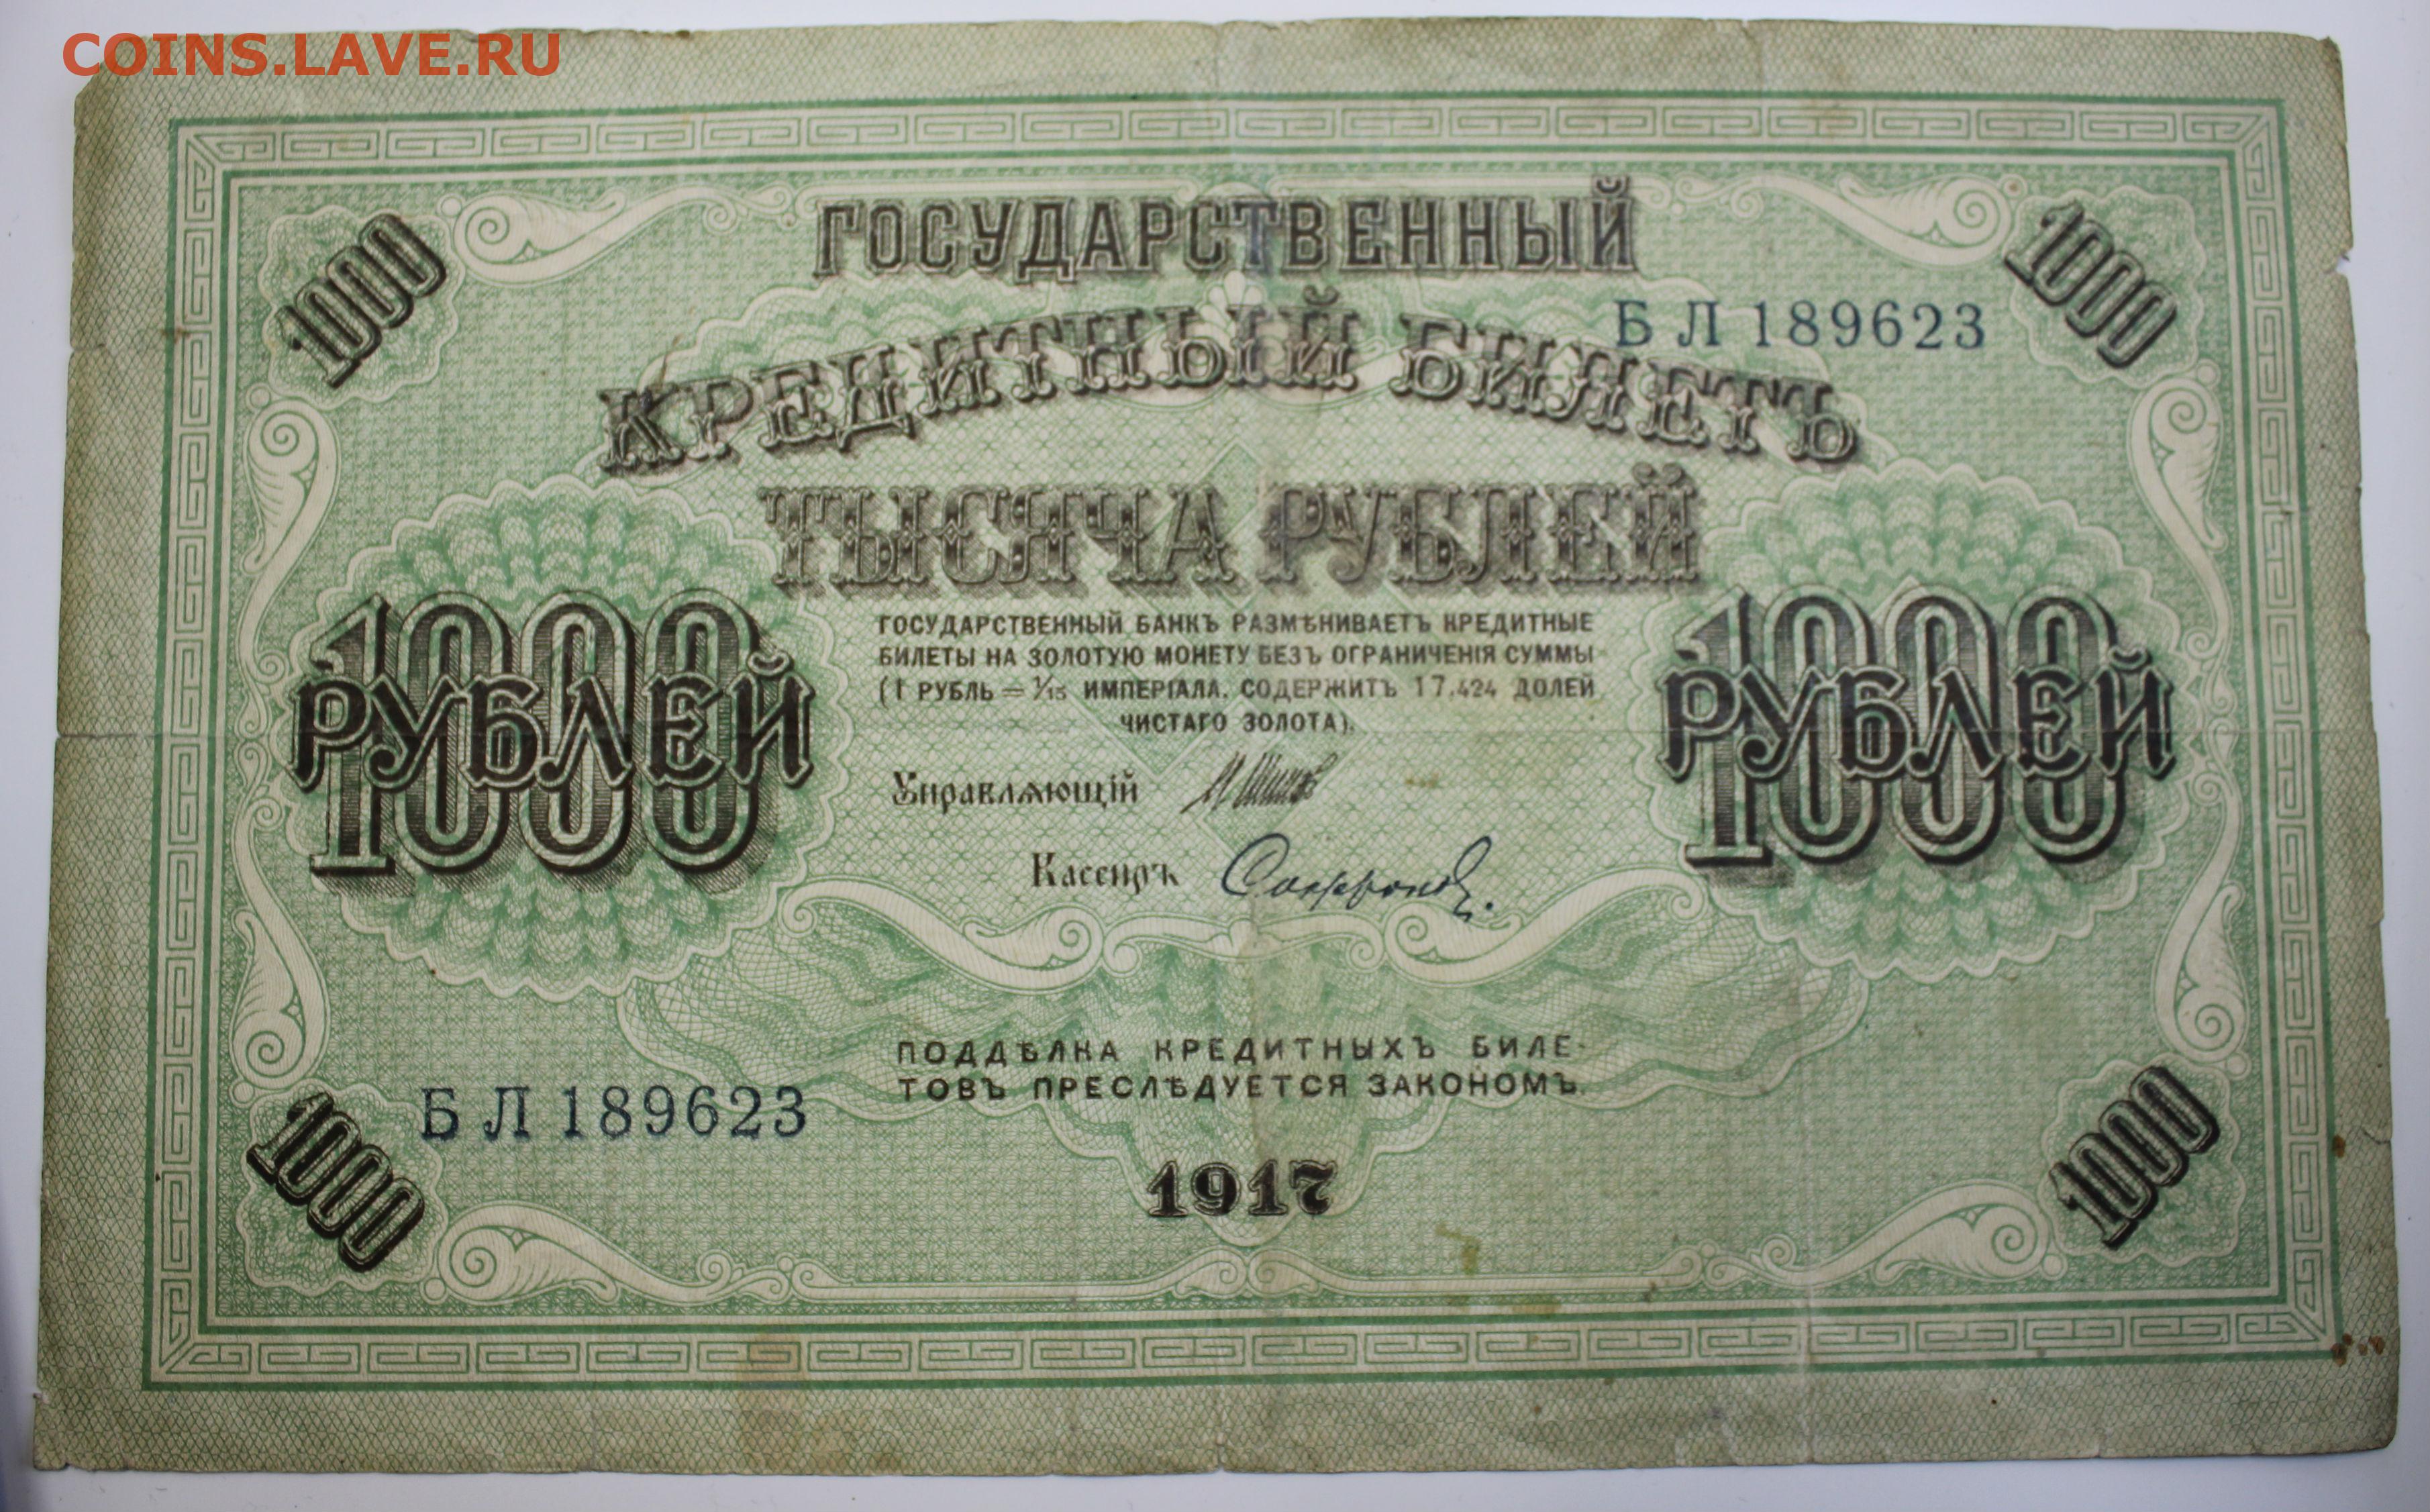 COINS.LAVE.RU
ГОСУДАРСТВЕННЫЙ
1000
1000
БЛ 189623
КРЕДИТНЫЙ БИЛЕТЪ
ТЫСЯЧА РУБЛЕЙ
1000
РУБЛЕЙ
1000
РУБЛЕЙ
ГОСУДАРСТВЕННЫЙ БАНКЪ РАЗМѢНИВАЕТЪ КРЕДИТНЫЕ
БИЛЕТЫ НА ЗОЛОТУЮ МОНЕТУ БЕЗЪ ОГРАНИЧЕНІЯ СУММЫ
(1 РУБЛЬ = 1/15 ИМПЕРІАЛА, СОДЕРЖИТЪ 17,424 ДОЛЕЙ
ЧИСТАГО ЗОЛОТА).
Управляющій
Кассиръ
ПОДДѢЛКА КРЕДИТНЫХЪ БИЛЕ-
ТОВЪ ПРЕСЛѢДУЕТСЯ ЗАКОНОМЪ.
БЛ 189623
1000
1000
1917